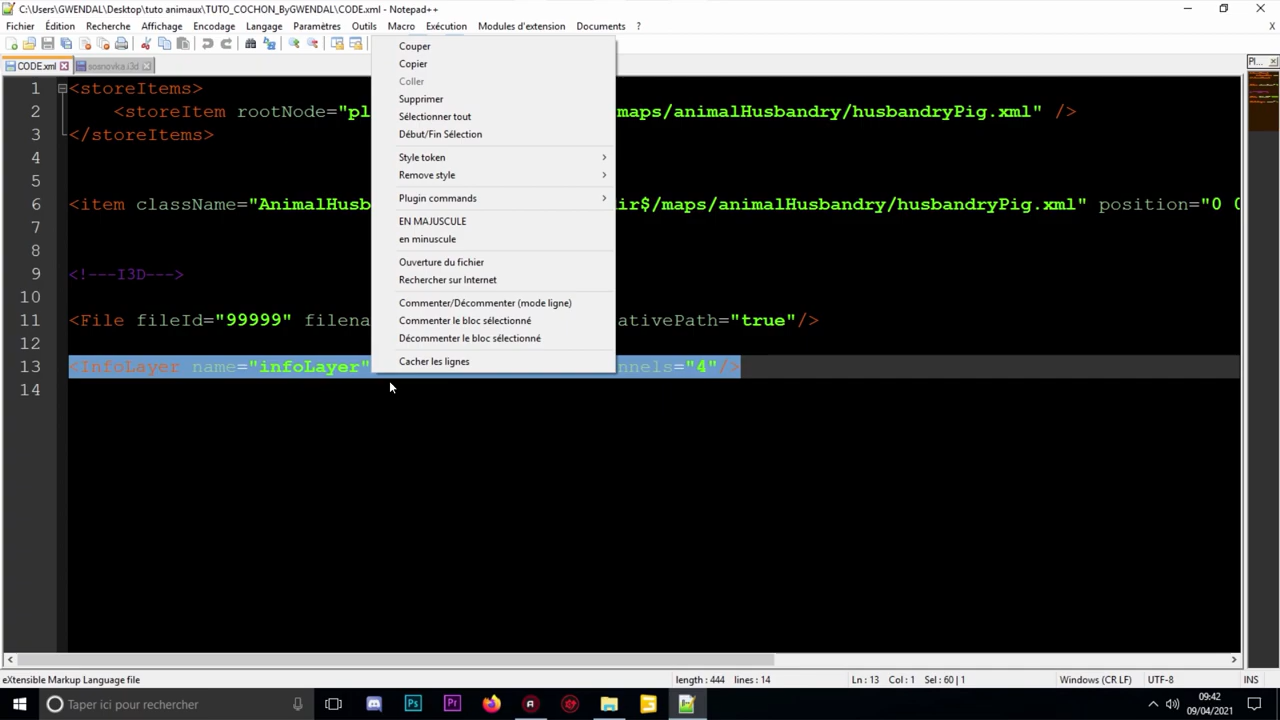 C:\Users\GWENDAL\Desktop\tuto animaux\TUTO_COCHON_ByGWENDAL\CODE.xml - Notepad++
Fichier Édition Recherche Affichage Encodage Langage Paramètres Outils Macro Exécution Modules d'extension Documents ?
CODE.xml sosnovka.i3d Pl...
Couper
Copier
Coller
Supprimer
Sélectionner tout
Début/Fin Sélection
Style token
Remove style
Plugin commands
EN MAJUSCULE
en minuscule
Ouverture du fichier
Rechercher sur Internet
Commenter/Décommenter (mode ligne)
Commenter le bloc sélectionné
Décommenter le bloc sélectionné
Cacher les lignes
1 <storeItems>
2 <storeItem rootNode="pl maps/animalHusbandry/husbandryPig.xml" />
3 </storeItems>
4
5
6 <item className="AnimalHusb ir$/maps/animalHusbandry/husbandryPig.xml" position="0 0
7
8
9 <!---I3D--->
10
11 <File fileId="99999" filena ativePath="true"/>
12
13 <InfoLayer name="infoLayer" nnels="4"/>
14
eXtensible Markup Language file length : 444 lines : 14 Ln : 13 Col : 1 Sel : 60 | 1 Windows (CR LF) UTF-8 INS
Taper ici pour rechercher
09:42
09/04/2021